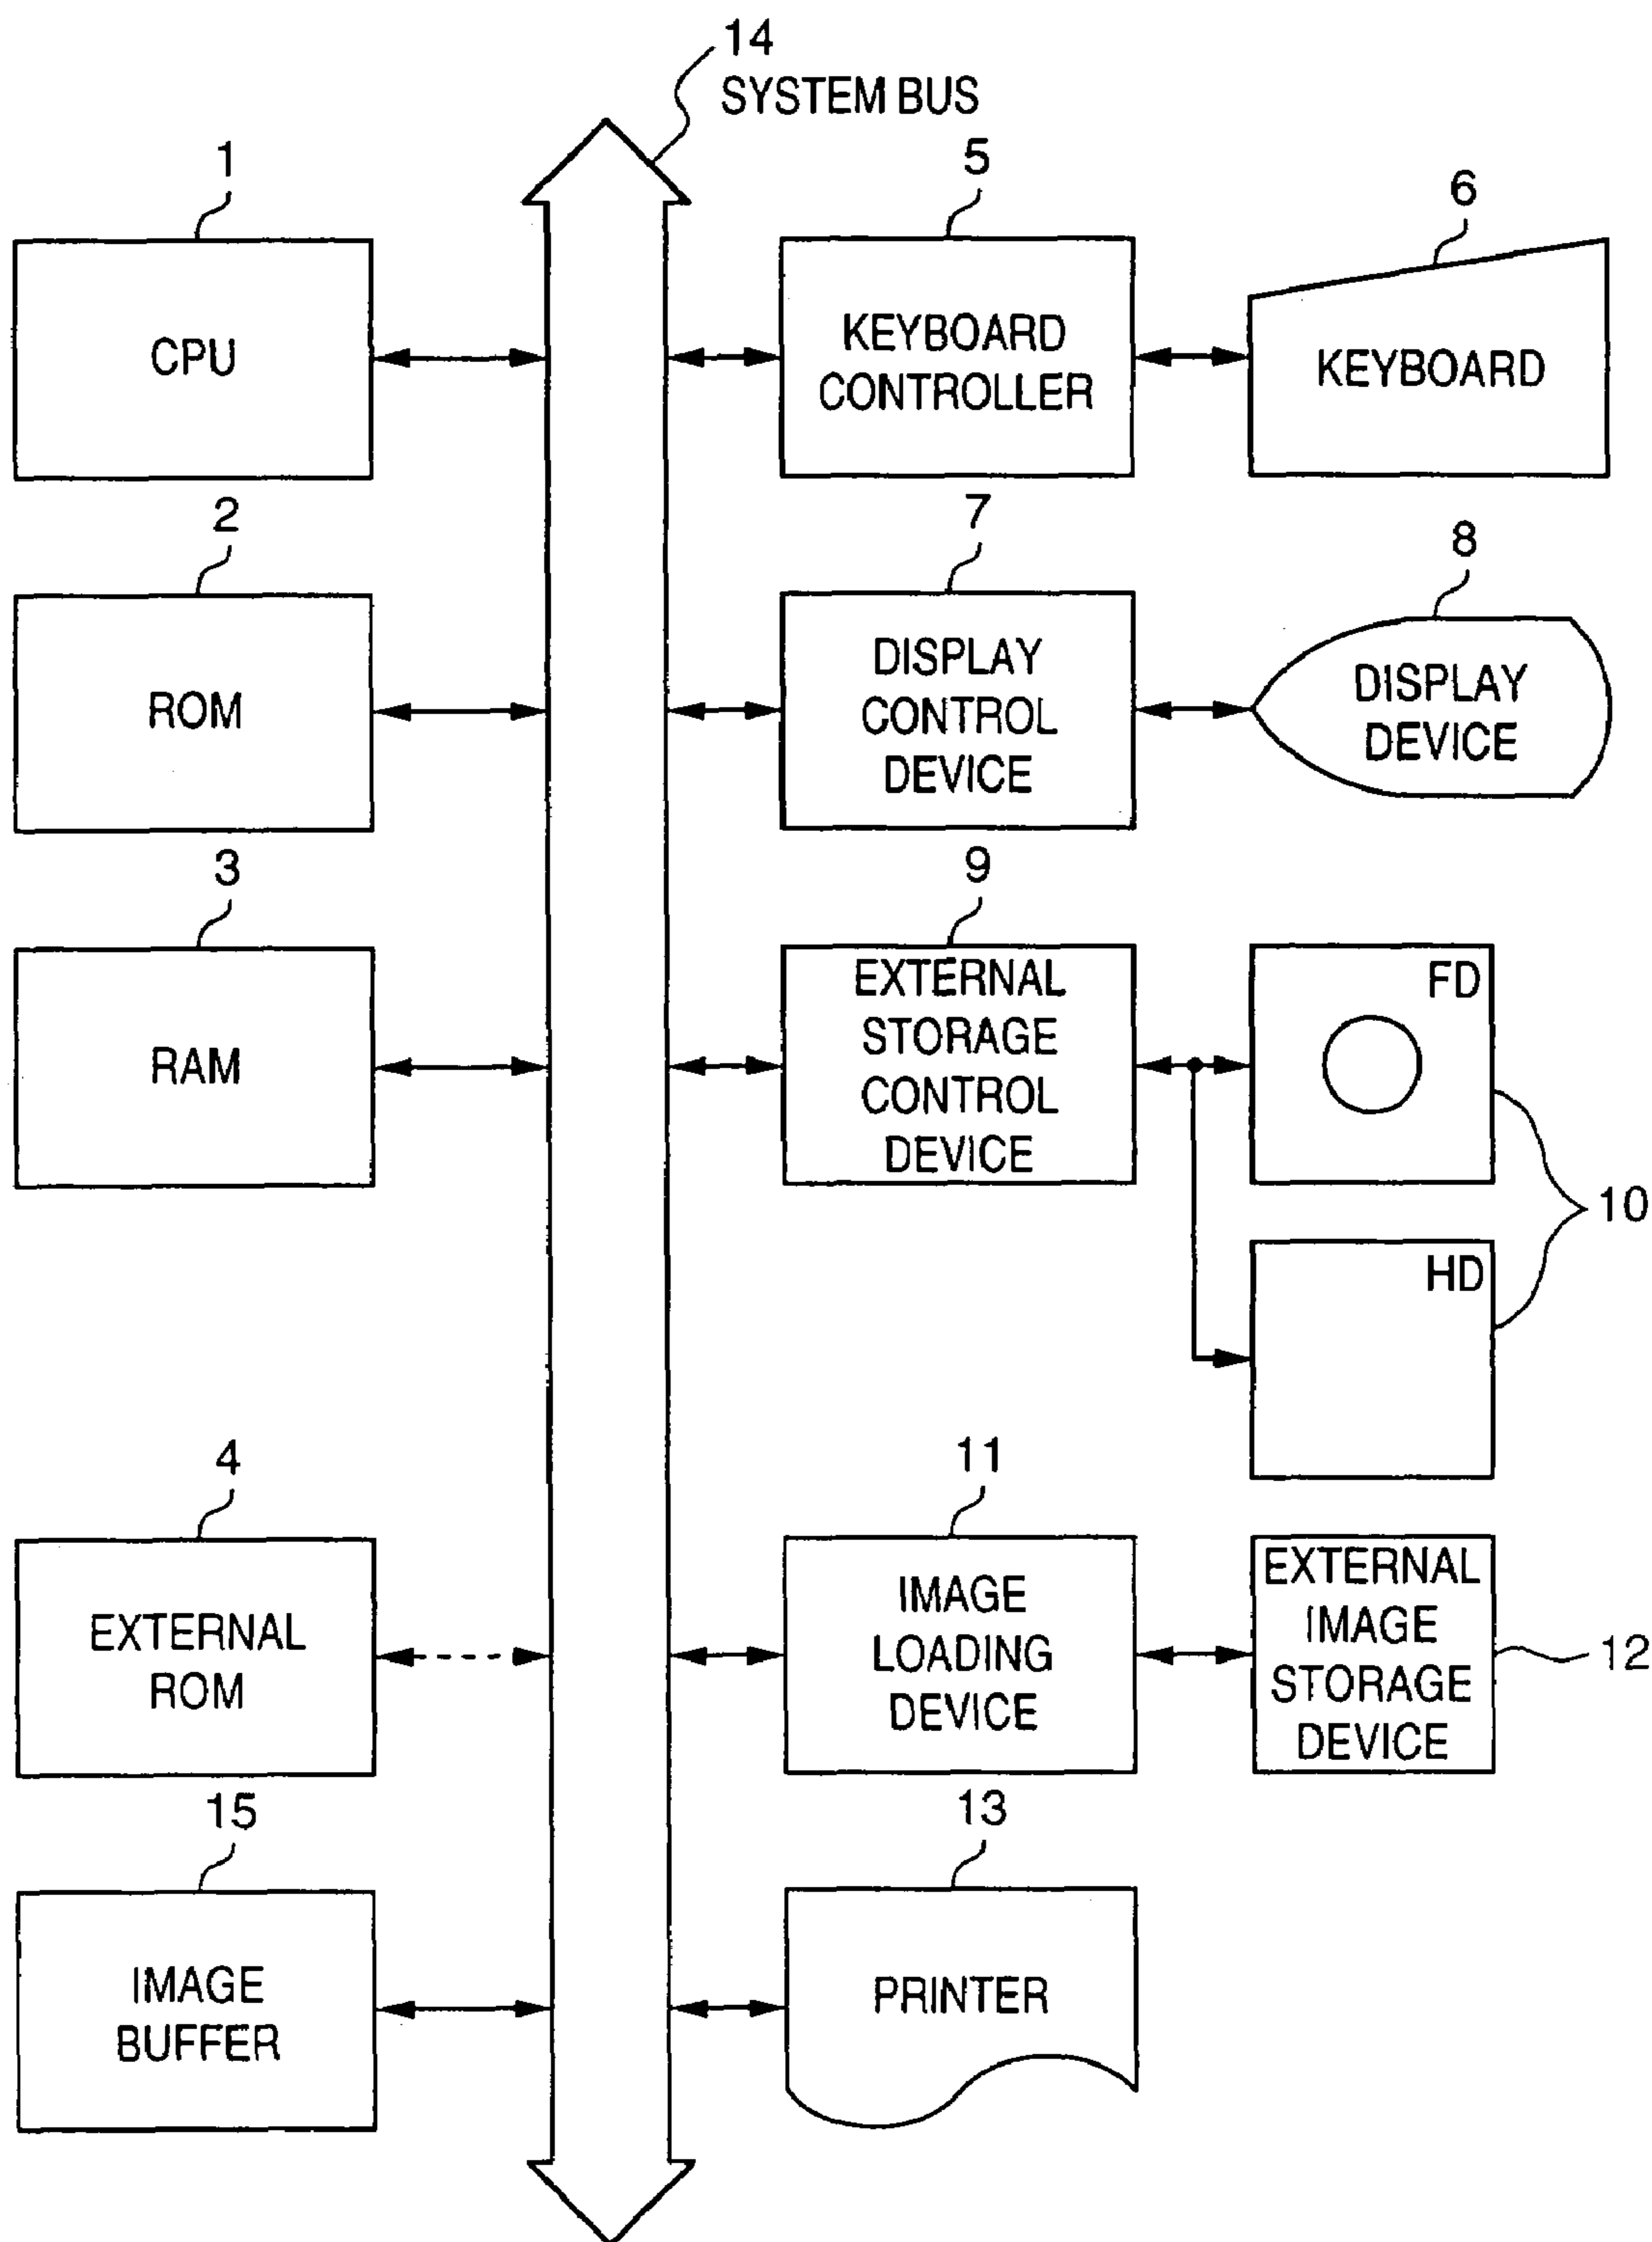 14
SYSTEM BUS
1
CPU
5
KEYBOARD
CONTROLLER
6
KEYBOARD
2
ROM
7
DISPLAY
CONTROL
DEVICE
8
DISPLAY
DEVICE
3
RAM
9
EXTERNAL
STORAGE
CONTROL
DEVICE
FD
10
HD
4
EXTERNAL
ROM
11
IMAGE
LOADING
DEVICE
EXTERNAL
IMAGE
STORAGE
DEVICE
12
15
IMAGE
BUFFER
13
PRINTER